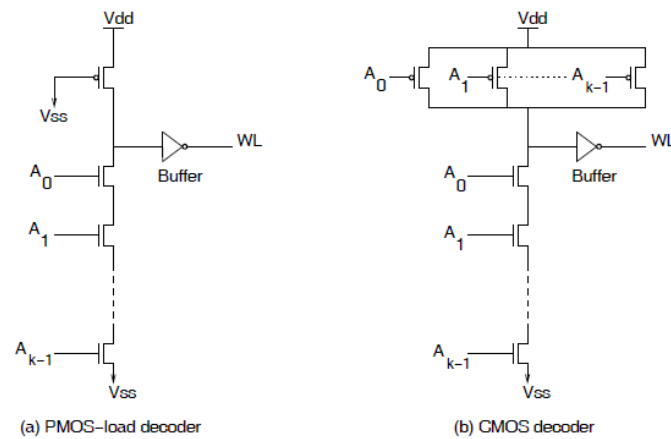 Vdd
Vss
WL
Buffer
A0
A1
Ak-1
Vss
(a) PMOS-load decoder
Vdd
A0 A1 Ak-1
WL
Buffer
A0
A1
Ak-1
Vss
(b) CMOS decoder